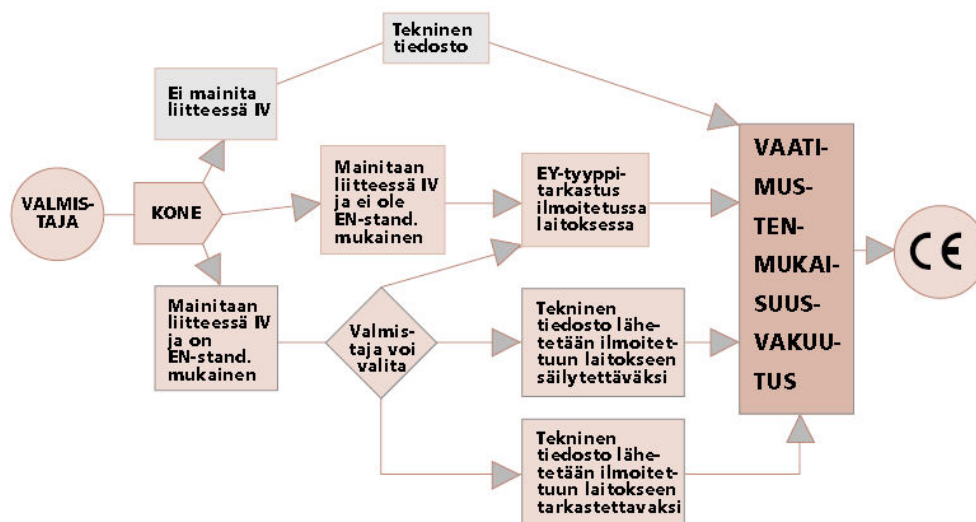 Tekninen
tiedosto
Ei mainita
liitteessä IV
VALMIS-
TAJA
KONE
Mainitaan
liitteessä IV
ja ei ole
EN-stand.
mukainen
EY-tyyppi-
tarkastus
ilmoitetussa
laitoksessa
Mainitaan
liitteessä IV
ja on
EN-stand.
mukainen
Valmis-
taja voi
valita
Tekninen
tiedosto lähe-
tetään ilmoitet-
tuun laitokseen
säilytettäväksi
Tekninen
tiedosto lähe-
tetään ilmoitet-
tuun laitokseen
tarkastettavaksi
VAATI-
MUS-
TEN-
MUKAI-
SUUS-
VAKUU-
TUS
CE